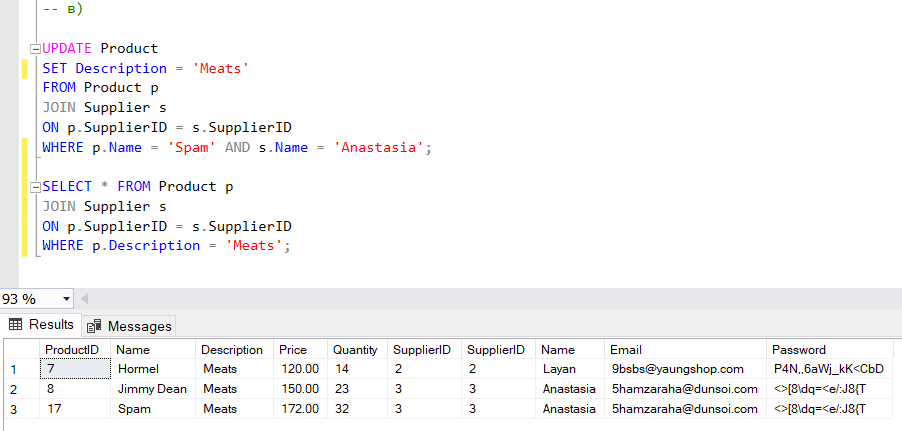 -- в)
UPDATE Product
SET Description = 'Meats'
FROM Product p
JOIN Supplier s
ON p.SupplierID = s.SupplierID
WHERE p.Name = 'Spam' AND s.Name = 'Anastasia';
SELECT * FROM Product p
JOIN Supplier s
ON p.SupplierID = s.SupplierID
WHERE p.Description = 'Meats';
93 %
Results Messages
ProductID Name Description Price Quantity SupplierID SupplierID Name Email Password
1 7 Hormel Meats 120.00 14 2 2 Layan 9bsbs@yaungshop.com P4N,,6aWj_kK<CbD
2 8 Jimmy Dean Meats 150.00 23 3 3 Anastasia 5hamzaraha@dunsoi.com <>[8\dq=<e/:J8{T
3 17 Spam Meats 172.00 32 3 3 Anastasia 5hamzaraha@dunsoi.com <>[8\dq=<e/:J8{T